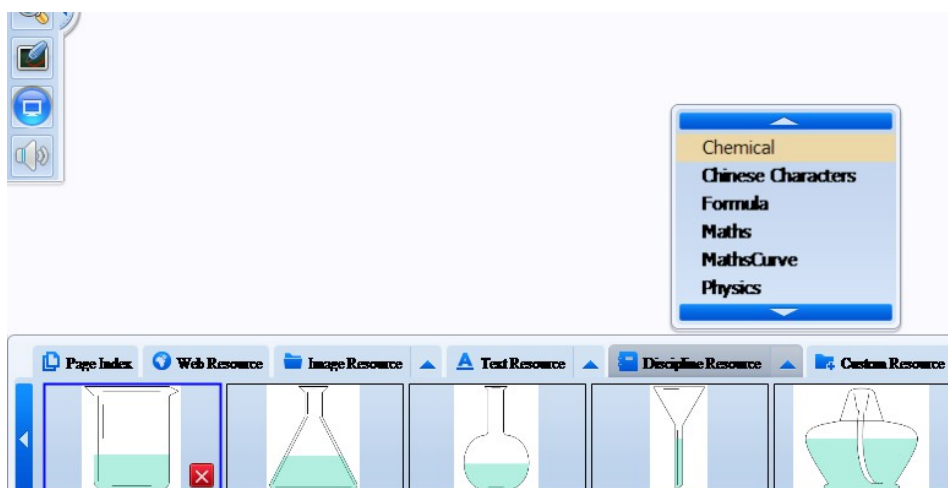 Chemical
Chinese Characters
Formula
Maths
MathsCurve
Physics
Page Index Web Resource Image Resource Text Resource Discipline Resource Custom Resource